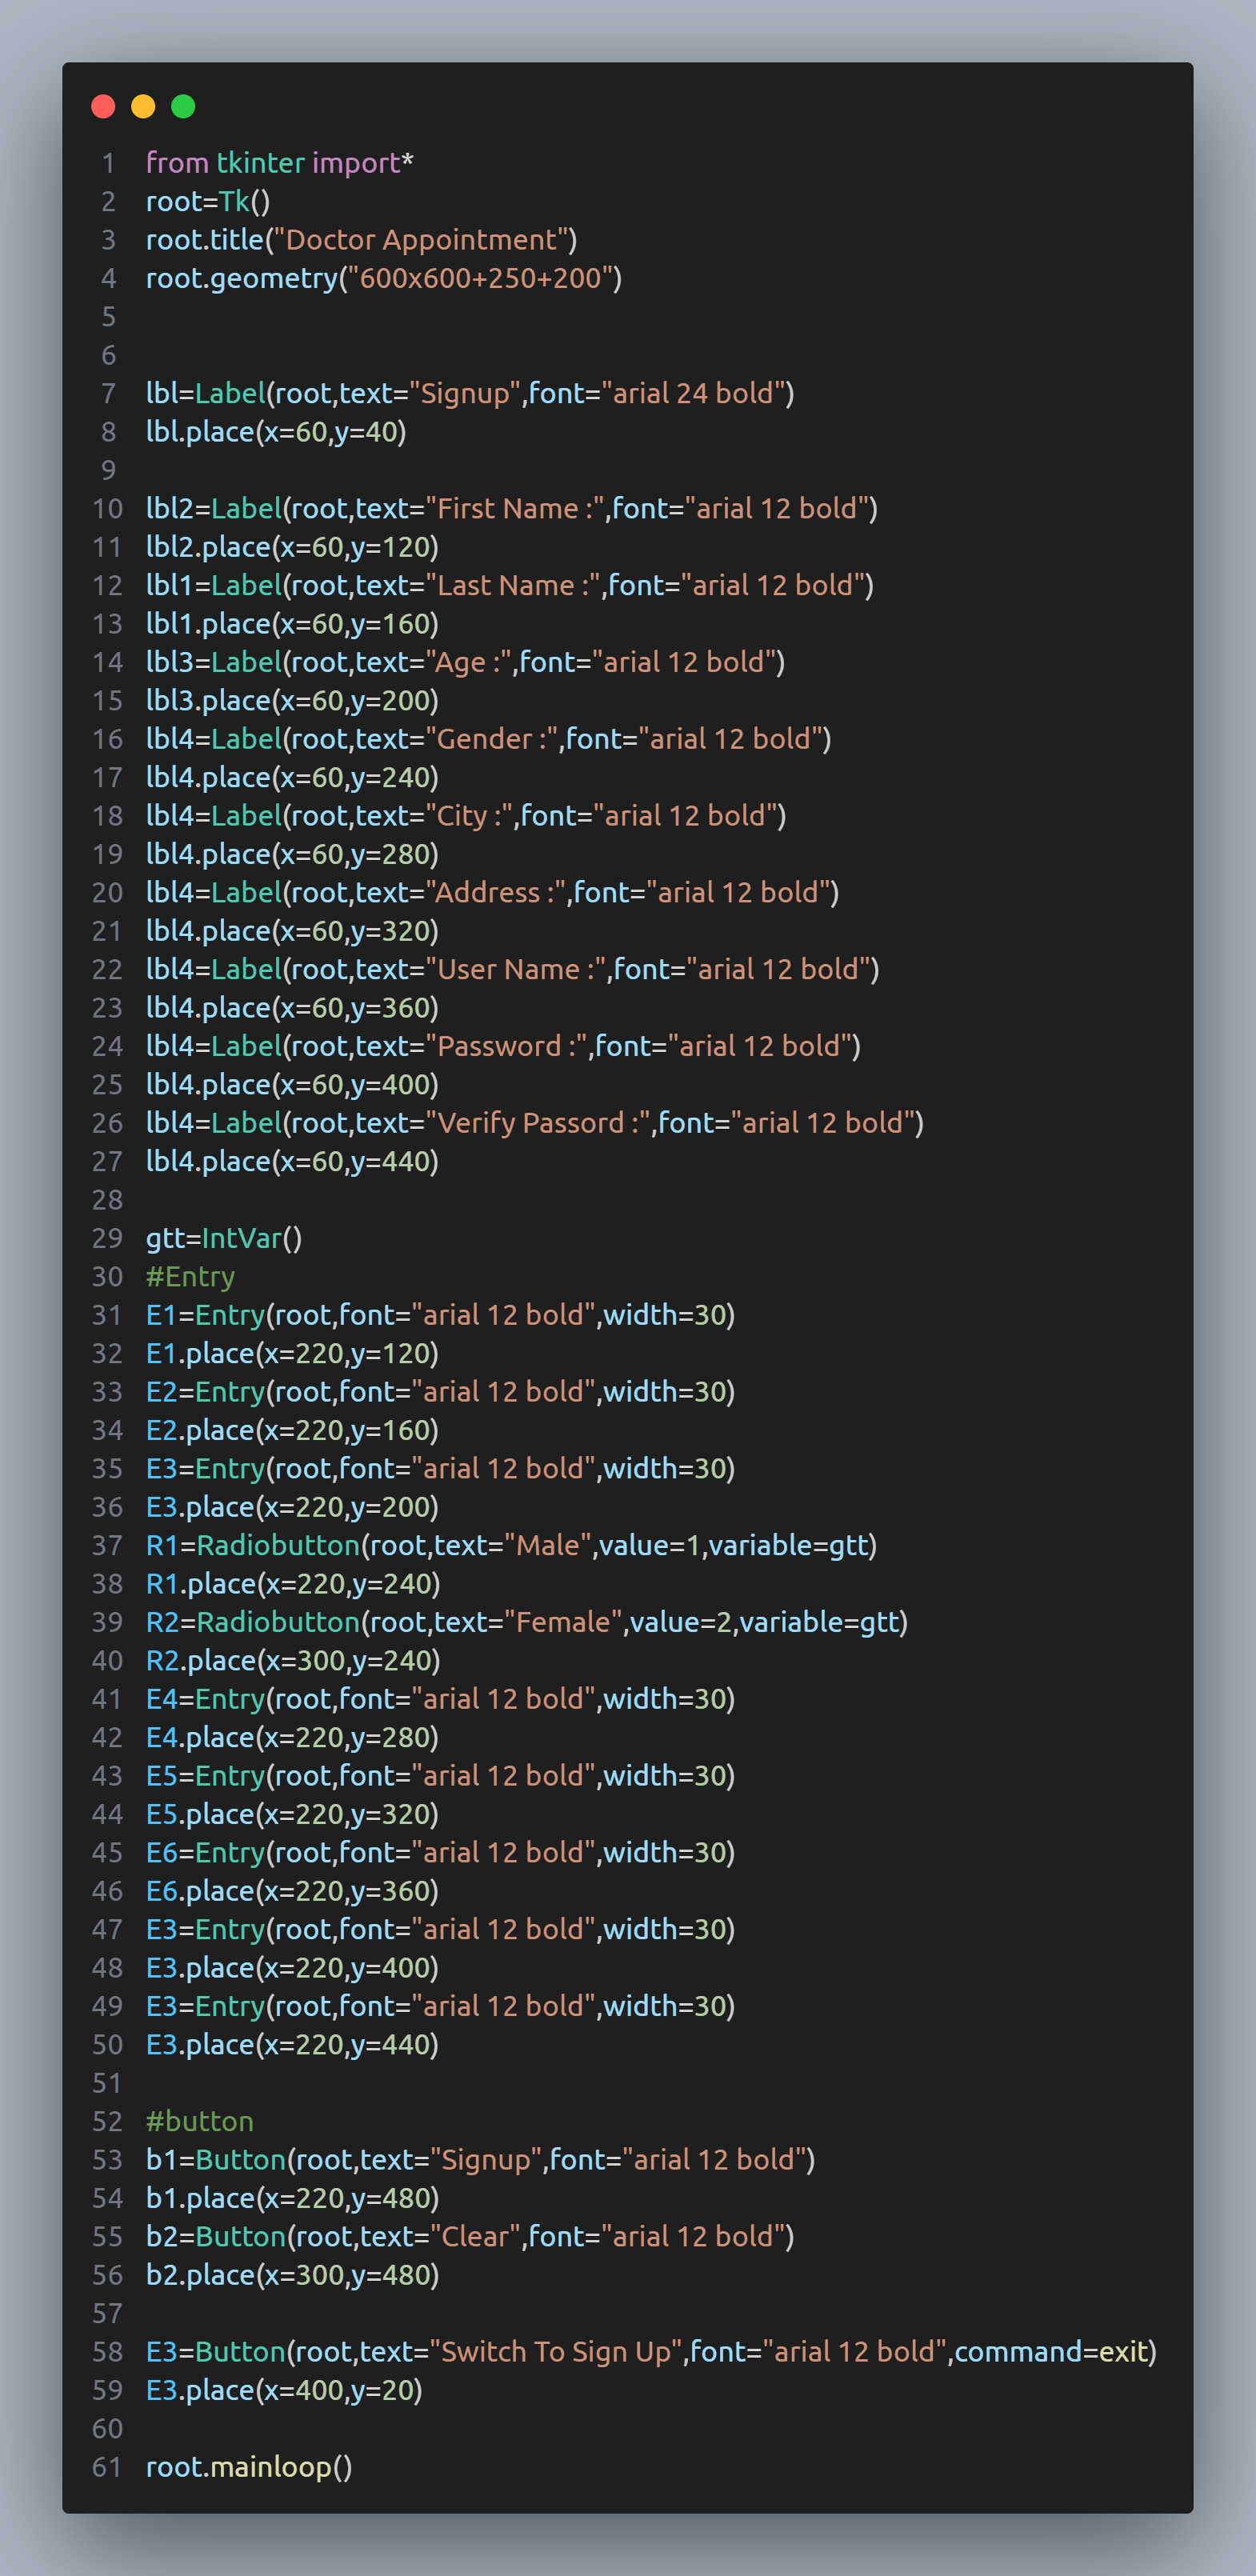 1 from tkinter import*
2 root=Tk()
3 root.title("Doctor Appointment")
4 root.geometry("600x600+250+200")
5
6
7 lbl=Label(root,text="Signup",font="arial 24 bold")
8 lbl.place(x=60,y=40)
9
10 lbl2=Label(root,text="First Name :",font="arial 12 bold")
11 lbl2.place(x=60,y=120)
12 lbl1=Label(root,text="Last Name :",font="arial 12 bold")
13 lbl1.place(x=60,y=160)
14 lbl3=Label(root,text="Age :",font="arial 12 bold")
15 lbl3.place(x=60,y=200)
16 lbl4=Label(root,text="Gender :",font="arial 12 bold")
17 lbl4.place(x=60,y=240)
18 lbl4=Label(root,text="City :",font="arial 12 bold")
19 lbl4.place(x=60,y=280)
20 lbl4=Label(root,text="Address :",font="arial 12 bold")
21 lbl4.place(x=60,y=320)
22 lbl4=Label(root,text="User Name :",font="arial 12 bold")
23 lbl4.place(x=60,y=360)
24 lbl4=Label(root,text="Password :",font="arial 12 bold")
25 lbl4.place(x=60,y=400)
26 lbl4=Label(root,text="Verify Passord :",font="arial 12 bold")
27 lbl4.place(x=60,y=440)
28
29 gtt=IntVar()
30 #Entry
31 E1=Entry(root,font="arial 12 bold",width=30)
32 E1.place(x=220,y=120)
33 E2=Entry(root,font="arial 12 bold",width=30)
34 E2.place(x=220,y=160)
35 E3=Entry(root,font="arial 12 bold",width=30)
36 E3.place(x=220,y=200)
37 R1=Radiobutton(root,text="Male",value=1,variable=gtt)
38 R1.place(x=220,y=240)
39 R2=Radiobutton(root,text="Female",value=2,variable=gtt)
40 R2.place(x=300,y=240)
41 E4=Entry(root,font="arial 12 bold",width=30)
42 E4.place(x=220,y=280)
43 E5=Entry(root,font="arial 12 bold",width=30)
44 E5.place(x=220,y=320)
45 E6=Entry(root,font="arial 12 bold",width=30)
46 E6.place(x=220,y=360)
47 E3=Entry(root,font="arial 12 bold",width=30)
48 E3.place(x=220,y=400)
49 E3=Entry(root,font="arial 12 bold",width=30)
50 E3.place(x=220,y=440)
51
52 #button
53 b1=Button(root,text="Signup",font="arial 12 bold")
54 b1.place(x=220,y=480)
55 b2=Button(root,text="Clear",font="arial 12 bold")
56 b2.place(x=300,y=480)
57
58 E3=Button(root,text="Switch To Sign Up",font="arial 12 bold",command=exit)
59 E3.place(x=400,y=20)
60
61 root.mainloop()